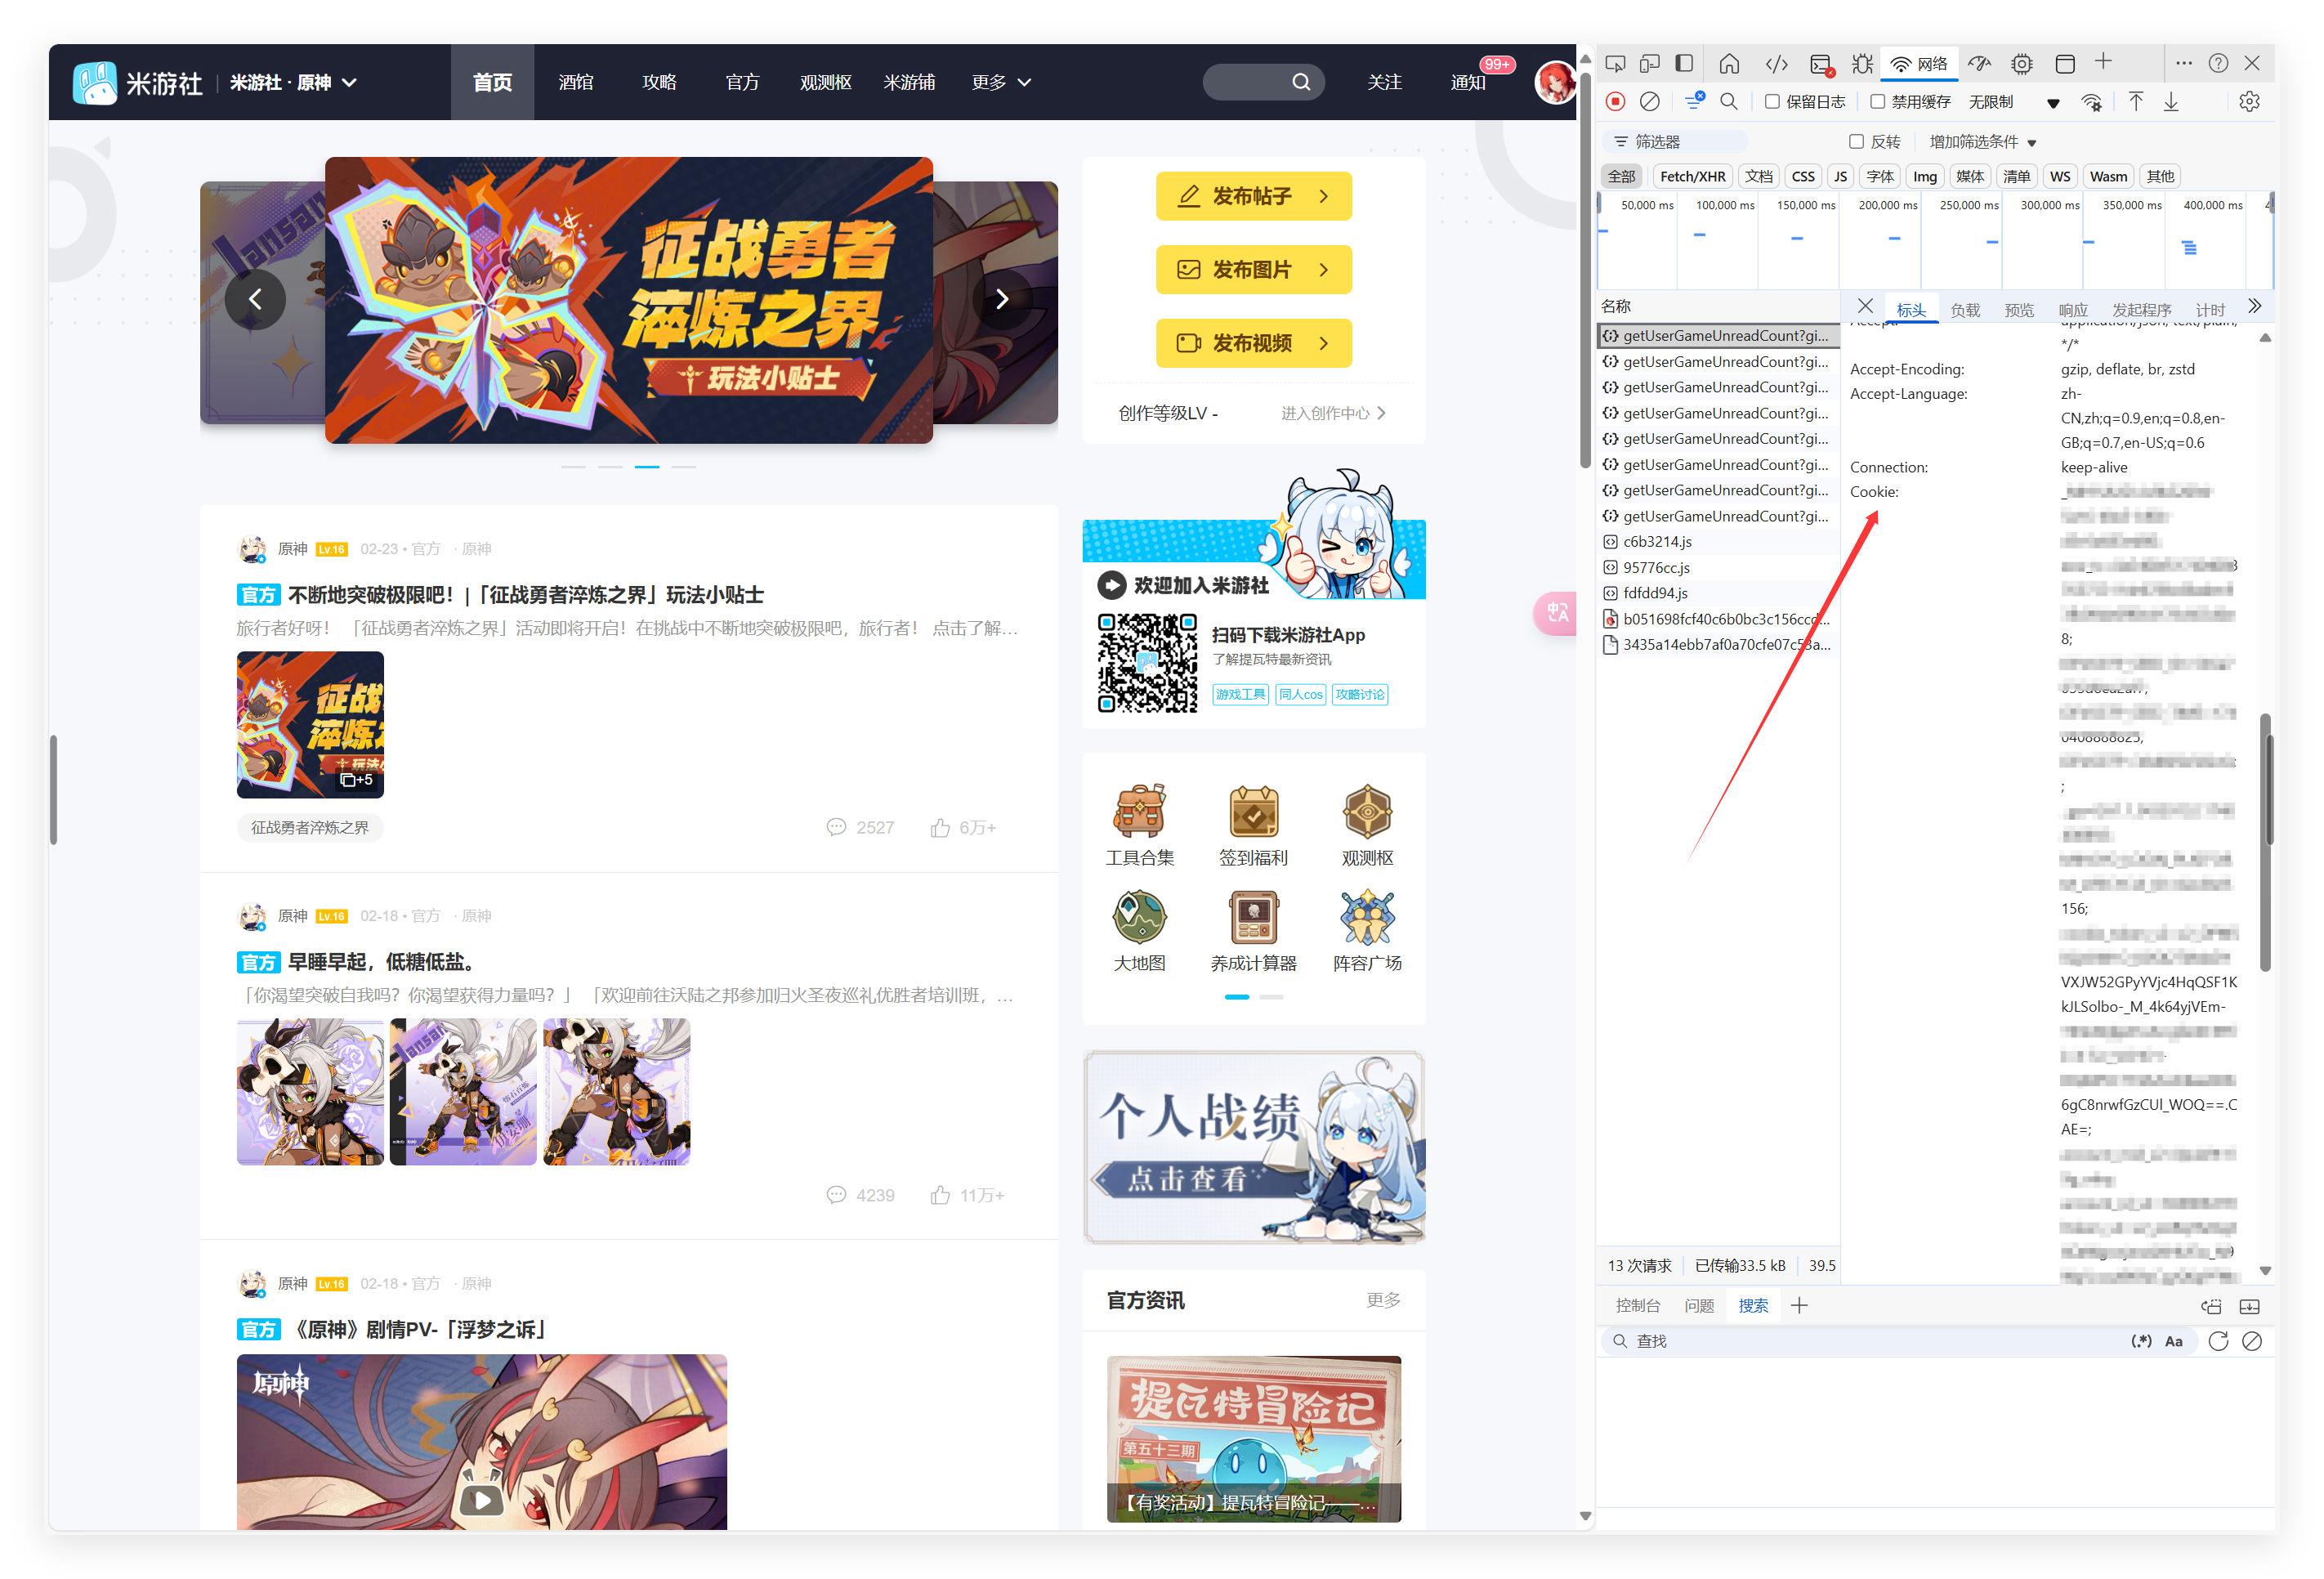 米游社
米游社 · 原神
首页
酒馆
攻略
官方
观测枢
米游铺
更多
关注
通知
99+
征战勇者
淬炼之界
玩法小贴士
发布帖子
发布图片
发布视频
创作等级LV -
进入创作中心
原神 Lv.16 02-23 • 官方 · 原神
官方 不断地突破极限吧！|「征战勇者淬炼之界」玩法小贴士
旅行者好呀！ 「征战勇者淬炼之界」活动即将开启！在挑战中不断地突破极限吧，旅行者！ 点击了解…
+5
征战勇者淬炼之界
2527
6万+
原神 Lv.16 02-18 • 官方 · 原神
官方 早睡早起，低糖低盐。
「你渴望突破自我吗？你渴望获得力量吗？」 「欢迎前往沃陆之邦参加归火圣夜巡礼优胜者培训班，…
4239
11万+
原神 Lv.16 02-18 • 官方 · 原神
官方 《原神》剧情PV-「浮梦之诉」
原神
欢迎加入米游社
扫码下载米游社App
了解提瓦特最新资讯
游戏工具
同人cos
攻略讨论
工具合集
签到福利
观测枢
大地图
养成计算器
阵容广场
个人战绩
点击查看
官方资讯
更多
提瓦特冒险记
第五十三期
【有奖活动】提瓦特冒险记——…
网络
保留日志
禁用缓存
无限制
筛选器
反转
增加筛选条件
全部
Fetch/XHR
文档
CSS
JS
字体
Img
媒体
清单
WS
Wasm
其他
50,000 ms
100,000 ms
150,000 ms
200,000 ms
250,000 ms
300,000 ms
350,000 ms
400,000 ms
名称
getUserGameUnreadCount?gi...
getUserGameUnreadCount?gi...
getUserGameUnreadCount?gi...
getUserGameUnreadCount?gi...
getUserGameUnreadCount?gi...
getUserGameUnreadCount?gi...
getUserGameUnreadCount?gi...
getUserGameUnreadCount?gi...
c6b3214.js
95776cc.js
fdfdd94.js
b051698fcf40c6b0bc3c156ccd...
3435a14ebb7af0a70cfe07c53a...
标头
负载
预览
响应
发起程序
计时
Accept:
application/json, text/plain,
*/*
Accept-Encoding:
gzip, deflate, br, zstd
Accept-Language:
zh-
CN,zh;q=0.9,en;q=0.8,en-
GB;q=0.7,en-US;q=0.6
Connection:
keep-alive
Cookie:
8;
;
156;
VXJW52GPyYVjc4HqQSF1K
kJLSolbo-_M_4k64yjVEm-
6gC8nrwfGzCUl_WOQ==.C
AE=;
13 次请求
已传输33.5 kB
39.5
控制台
问题
搜索
查找
(.*)
Aa